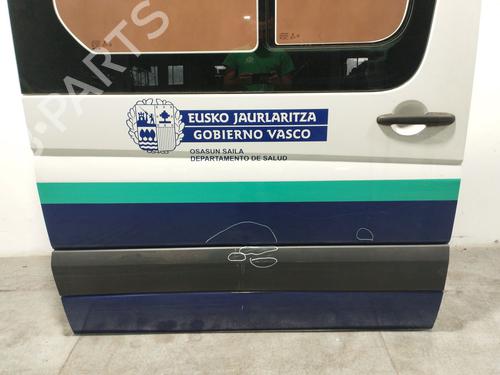 EUSKO JAURLARITZA
GOBIERNO VASCO
OSASUN SAILA
DEPARTAMENTO DE SALUD